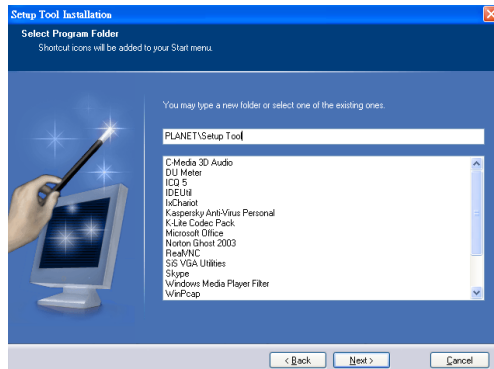 Setup Tool Installation
Select Program Folder
Shortcut icons will be added to your Start menu.
You may type a new folder or select one of the existing ones.
PLANET\Setup Tool
C-Media 3D Audio
DU Meter
ICQ 5
IDEUtil
IxChariot
Kaspersky Anti-Virus Personal
K-Lite Codec Pack
Microsoft Office
Norton Ghost 2003
RealVNC
SiS VGA Utilities
Skype
Windows Media Player Filter
WinPcap
< Back
Next >
Cancel